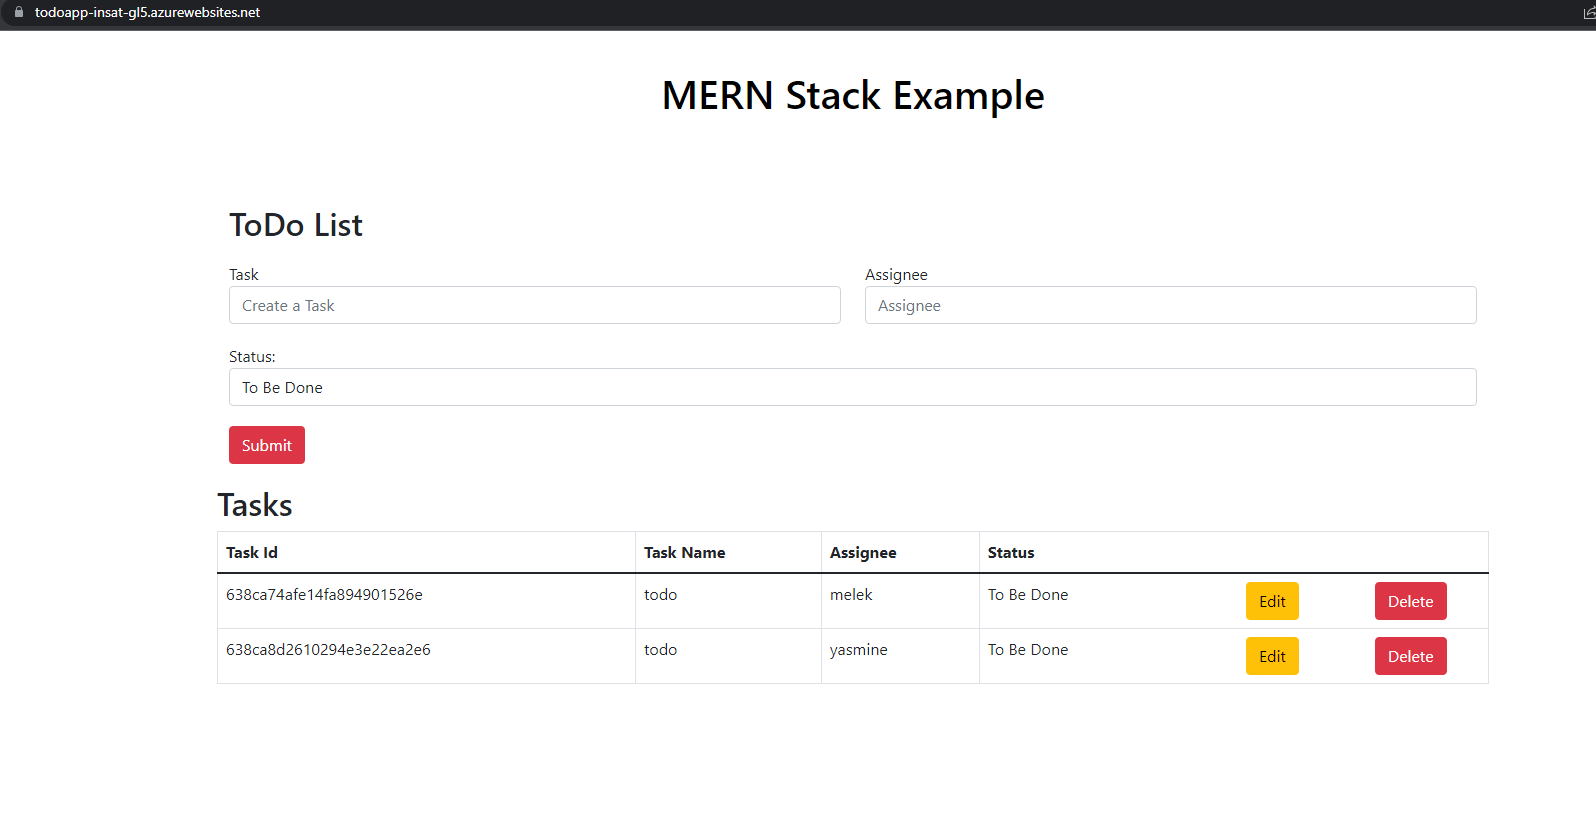 todoapp-insat-gl5.azurewebsites.net
MERN Stack Example
ToDo List
Task Assignee
Create a Task Assignee
Status:
To Be Done
Submit
Tasks
Task Id Task Name Assignee Status
638ca74afe14fa894901526e todo melek To Be Done Edit Delete
638ca8d2610294e3e22ea2e6 todo yasmine To Be Done Edit Delete